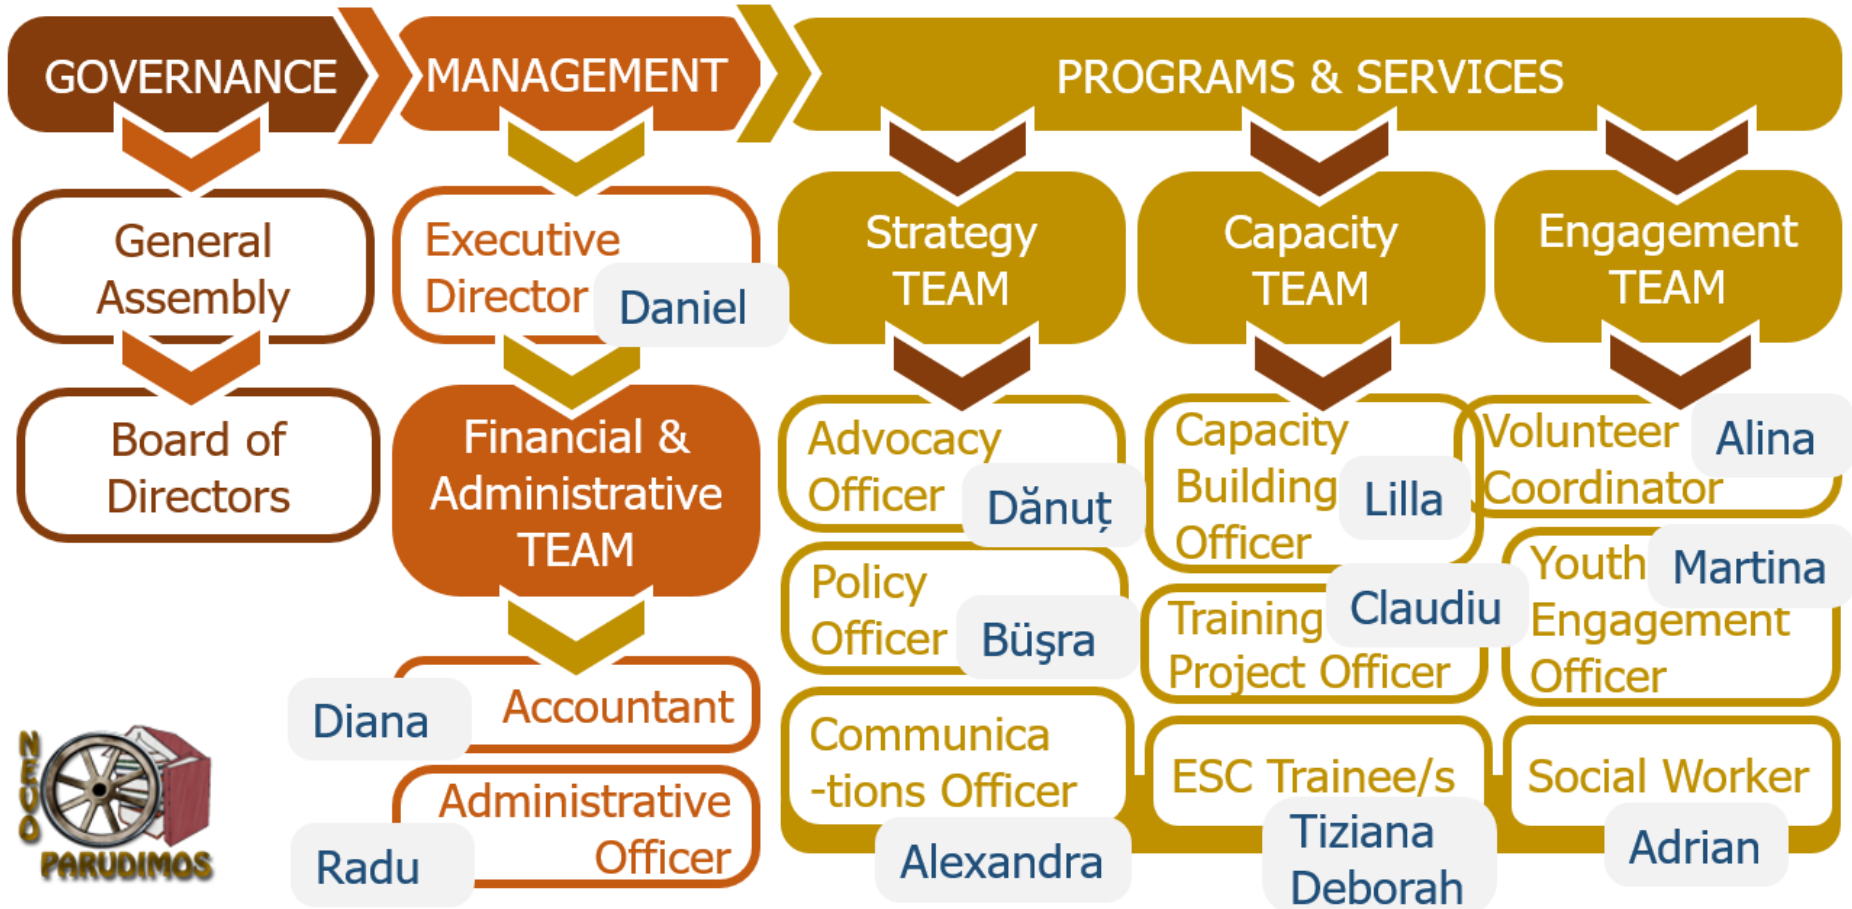 GOVERNANCE
MANAGEMENT
PROGRAMS & SERVICES
General
Assembly
Board of
Directors
Executive
Director
Daniel
Financial &
Administrative
TEAM
Diana
Accountant
Radu
Administrative
Officer
Strategy
TEAM
Advocacy
Officer
Dănuț
Policy
Officer
Büşra
Communica
-tions Officer
Alexandra
Capacity
TEAM
Capacity
Building
Officer
Lilla
Training
Project Officer
Claudiu
ESC Trainee/s
Tiziana
Deborah
Engagement
TEAM
Volunteer
Coordinator
Alina
Youth
Engagement
Officer
Martina
Social Worker
Adrian
NEVO
PARUDIMOS